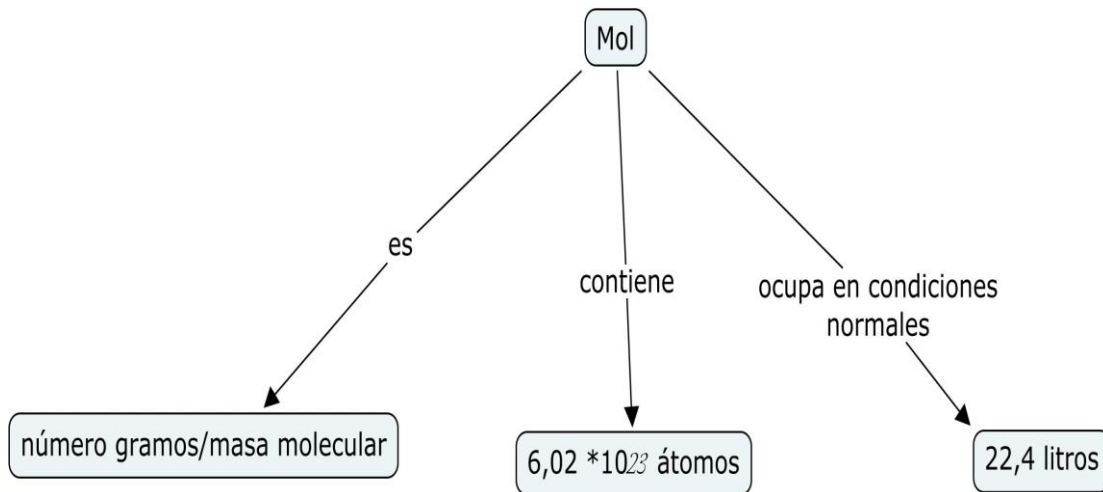 Mol
es
contiene
ocupa en condiciones
normales
número gramos/masa molecular
6,02 *1023 átomos
22,4 litros